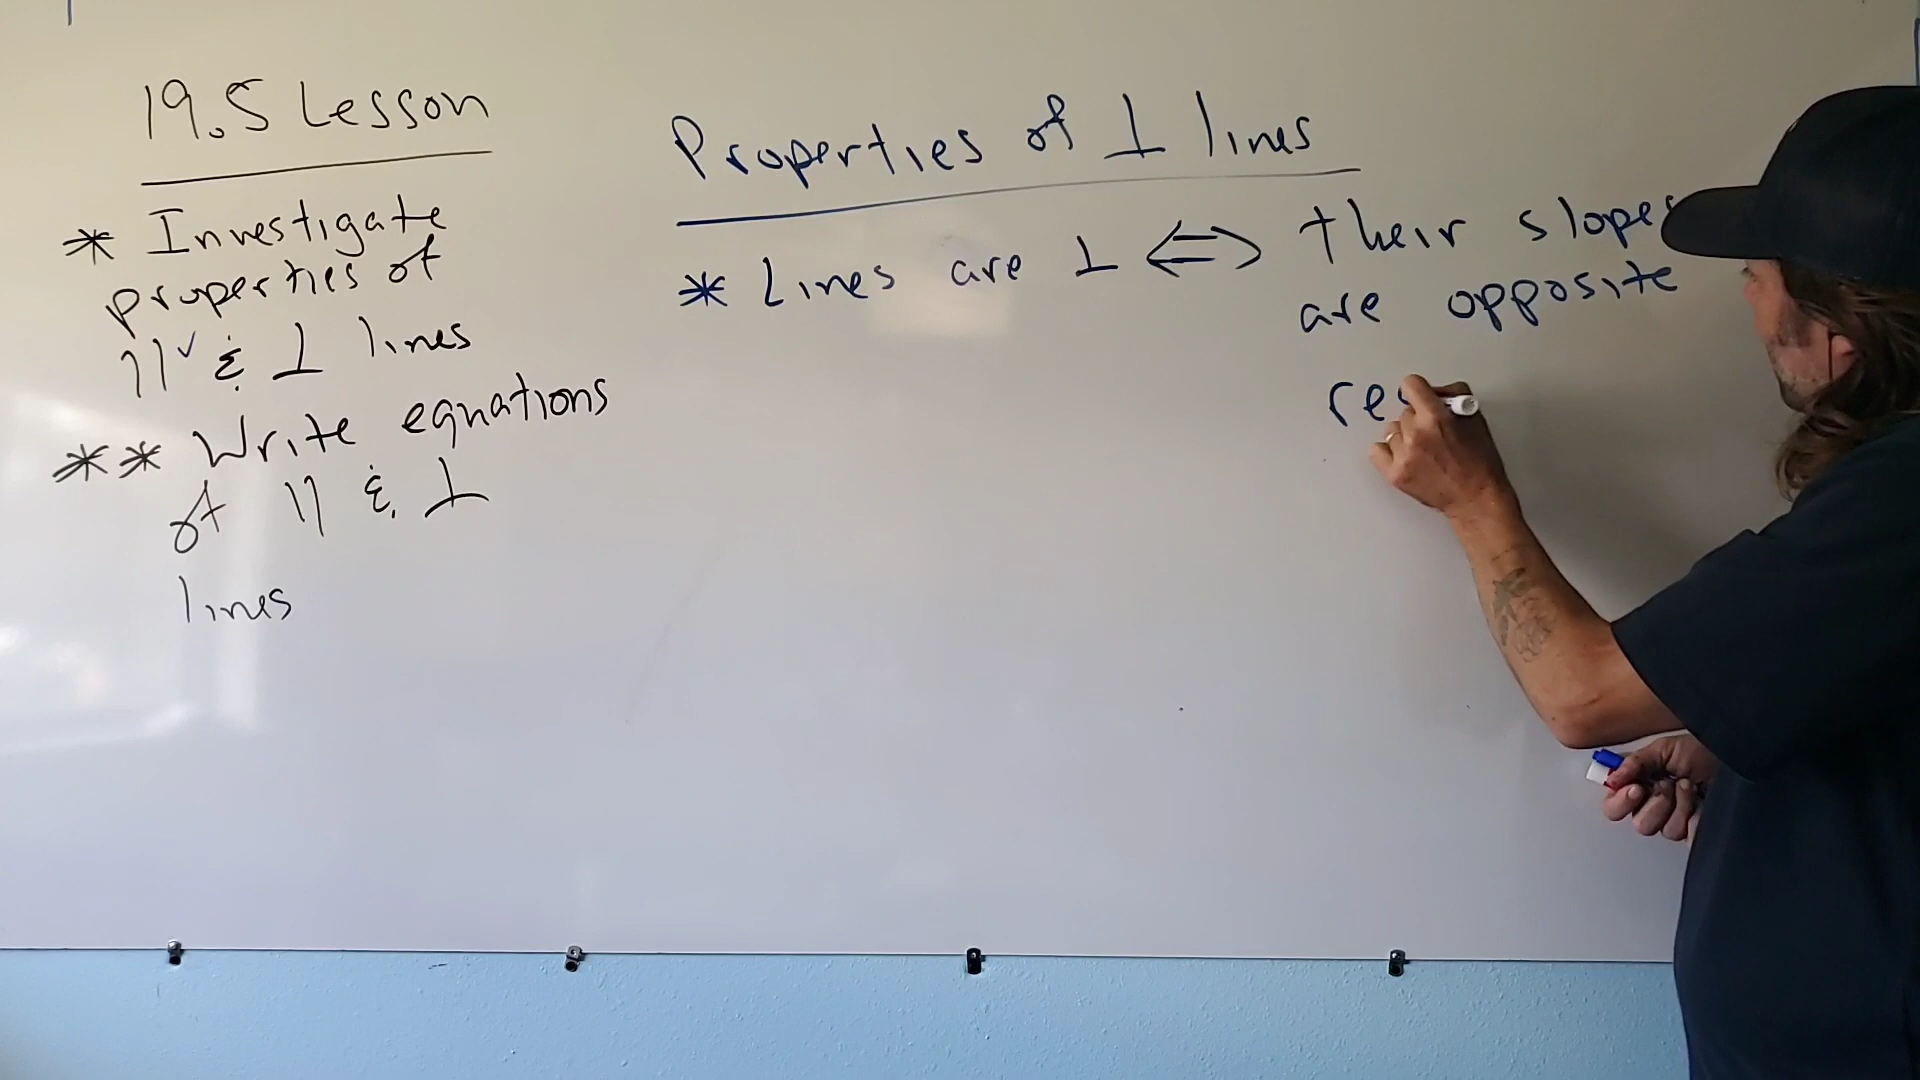 19.5 Lesson
* Investigate
properties of
|| ✓ & ⊥ lines
** Write equations
of || & ⊥
lines
Properties of ⊥ lines
* Lines are ⊥ ⟺ their slopes
are opposite
rec